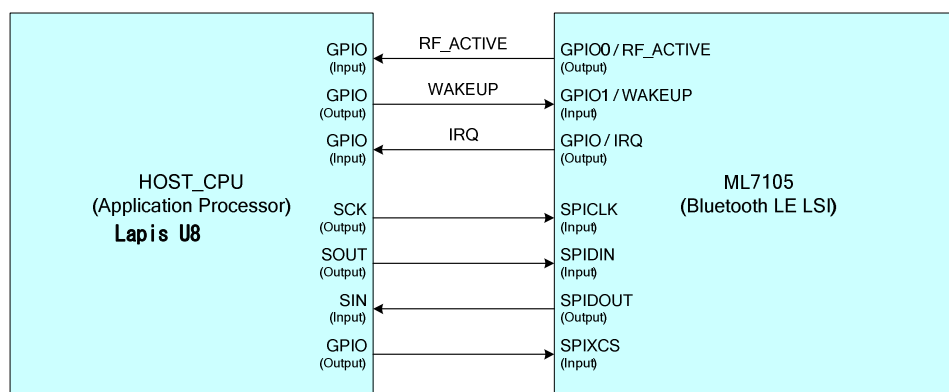 GPIO
(Input)
RF_ACTIVE
GPIO0 / RF_ACTIVE
(Output)
GPIO
(Output)
WAKEUP
GPIO1 / WAKEUP
(Input)
GPIO
(Input)
IRQ
GPIO / IRQ
(Output)
HOST_CPU
(Application Processor)
Lapis U8
ML7105
(Bluetooth LE LSI)
SCK
(Output)
SPICLK
(Input)
SOUT
(Output)
SPIDIN
(Input)
SIN
(Input)
SPIDOUT
(Output)
GPIO
(Output)
SPIXCS
(Input)